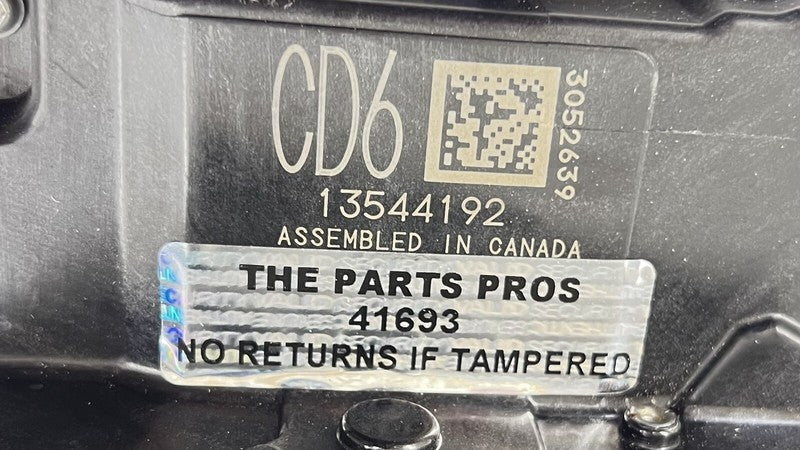 CD6
3052639
13544192
ASSEMBLED IN CANADA
THE PARTS PROS
41693
NO RETURNS IF TAMPERED